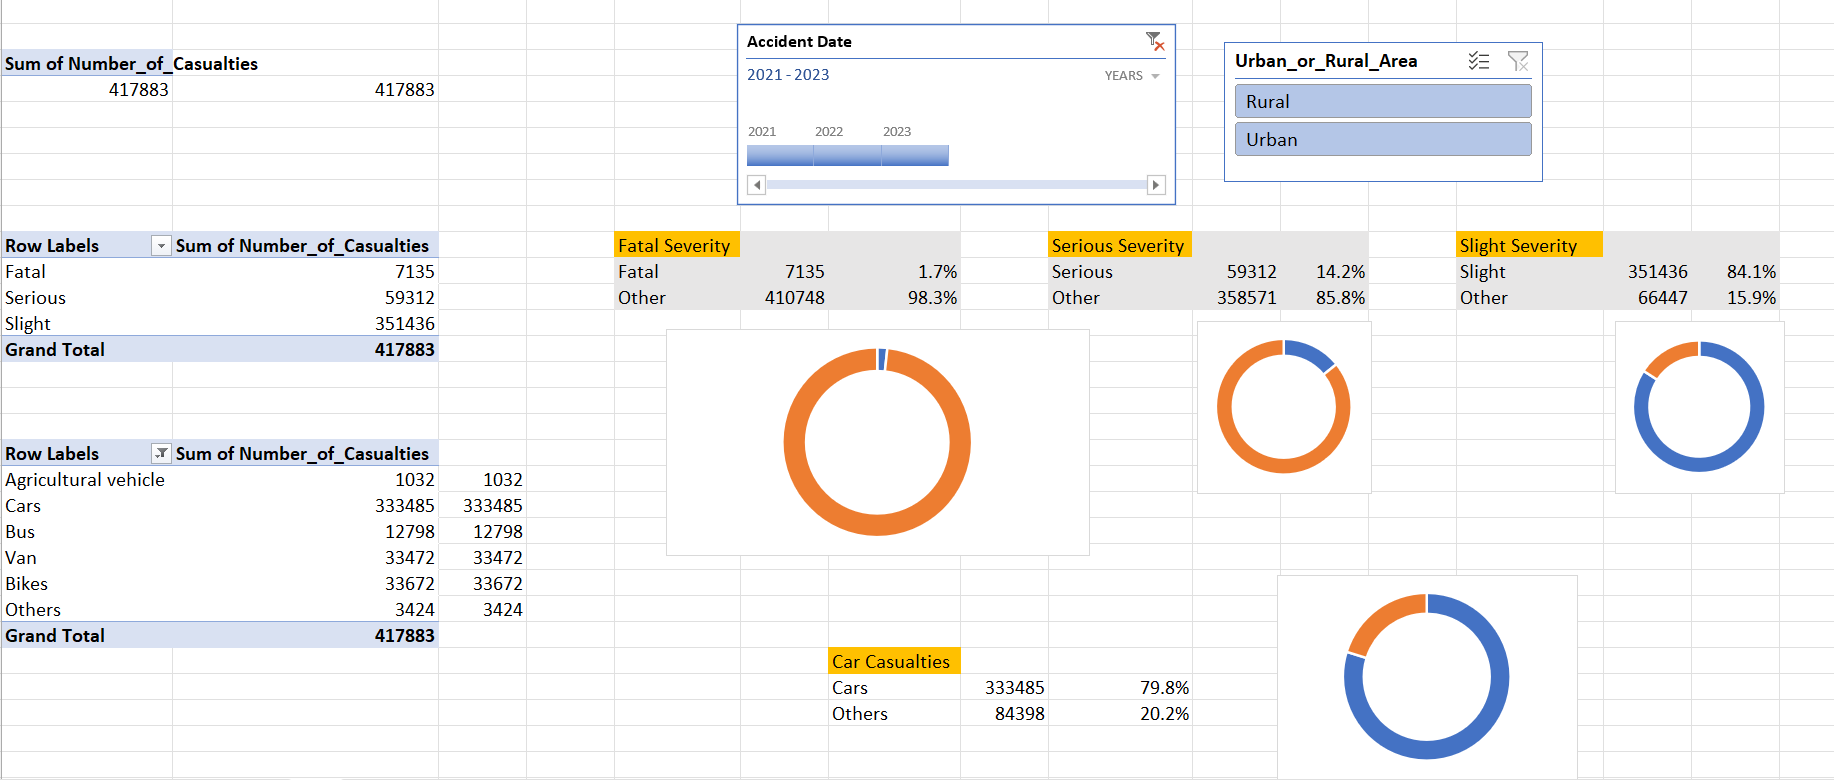 Accident Date
2021 - 2023 YEARS
2021 2022 2023
Urban_or_Rural_Area
Rural
Urban
Sum of Number_of_Casualties
417883 417883
Row Labels Sum of Number_of_Casualties
Fatal 7135
Serious 59312
Slight 351436
Grand Total 417883
Fatal Severity
Fatal 7135 1.7%
Other 410748 98.3%
Serious Severity
Serious 59312 14.2%
Other 358571 85.8%
Slight Severity
Slight 351436 84.1%
Other 66447 15.9%
Row Labels Sum of Number_of_Casualties
Agricultural vehicle 1032 1032
Cars 333485 333485
Bus 12798 12798
Van 33472 33472
Bikes 33672 33672
Others 3424 3424
Grand Total 417883
Car Casualties
Cars 333485 79.8%
Others 84398 20.2%